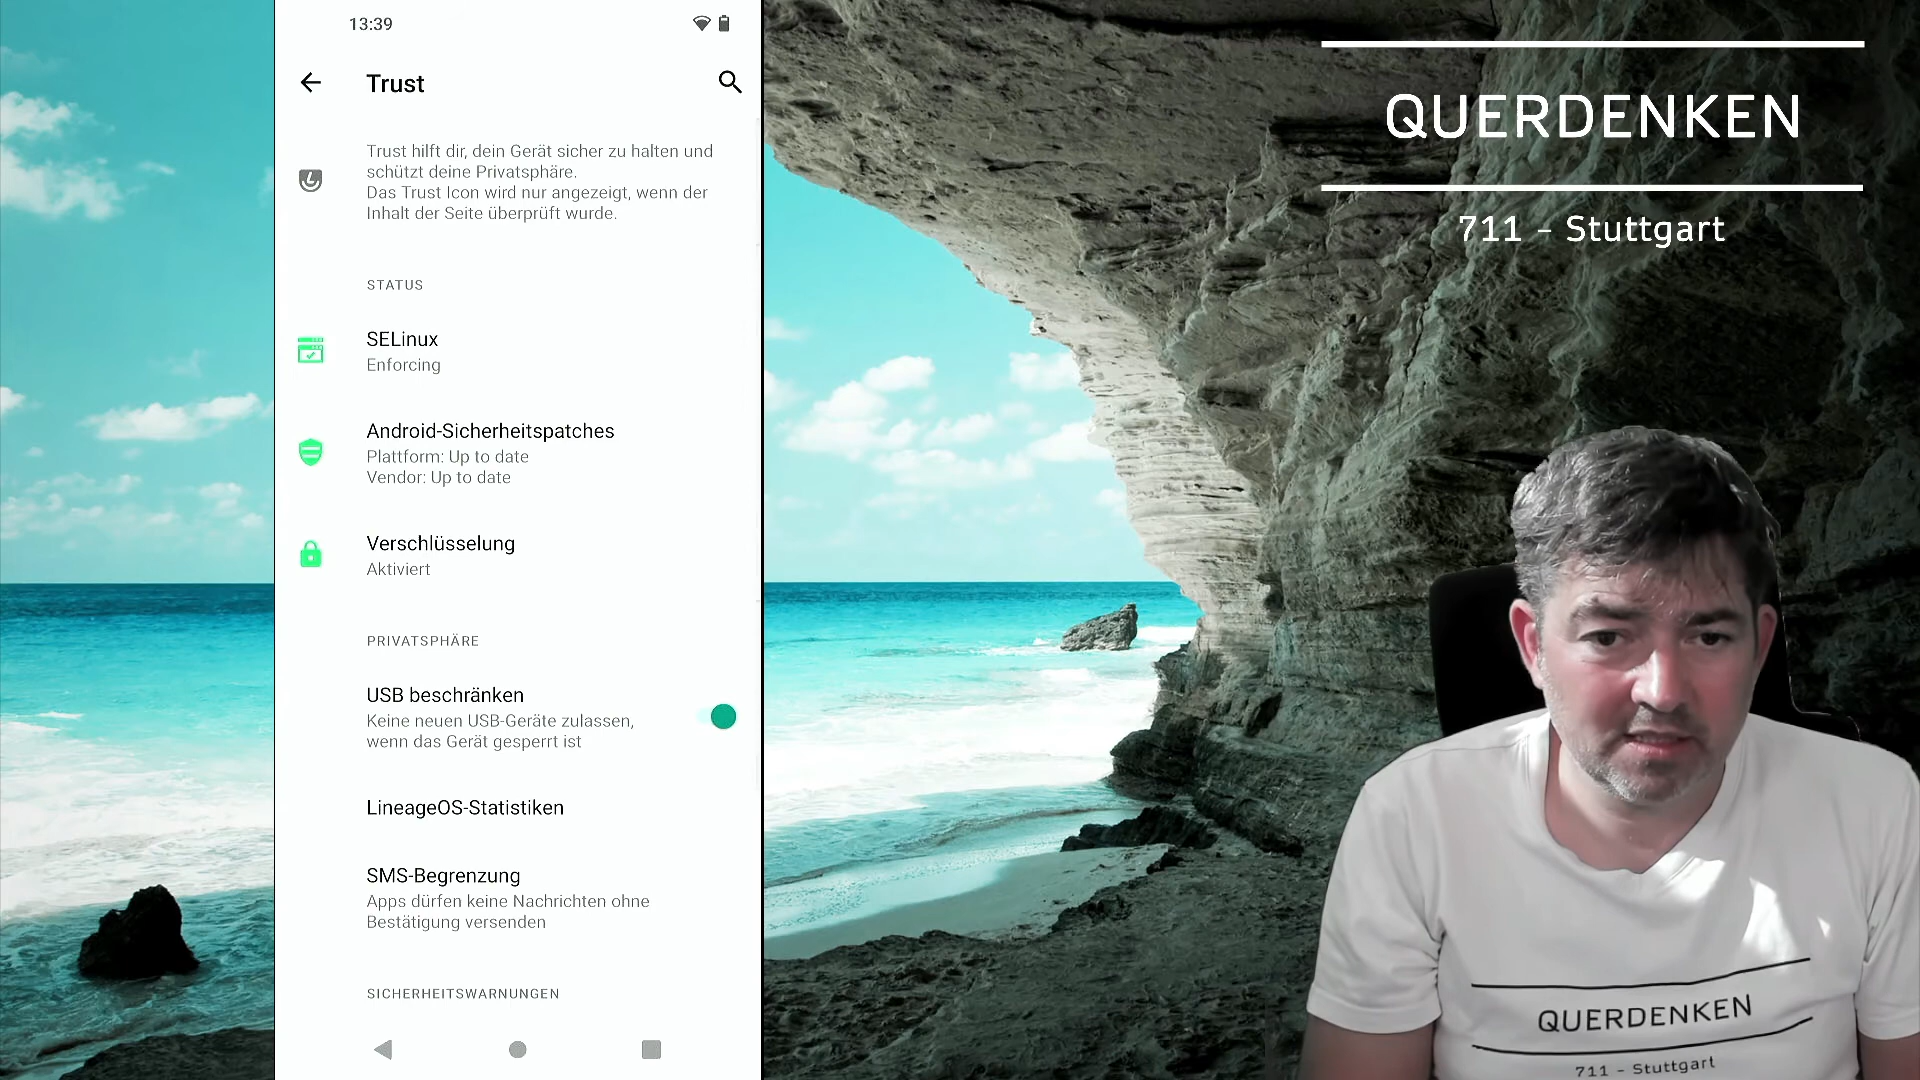 13:39
Trust
Trust hilft dir, dein Gerät sicher zu halten und
schützt deine Privatsphäre.
Das Trust Icon wird nur angezeigt, wenn der
Inhalt der Seite überprüft wurde.
STATUS
SELinux
Enforcing
Android-Sicherheitspatches
Plattform: Up to date
Vendor: Up to date
Verschlüsselung
Aktiviert
PRIVATSPHÄRE
USB beschränken
Keine neuen USB-Geräte zulassen,
wenn das Gerät gesperrt ist
LineageOS-Statistiken
SMS-Begrenzung
Apps dürfen keine Nachrichten ohne
Bestätigung versenden
SICHERHEITSWARNUNGEN
QUERDENKEN
711 – Stuttgart
QUERDENKEN
711 – Stuttgart